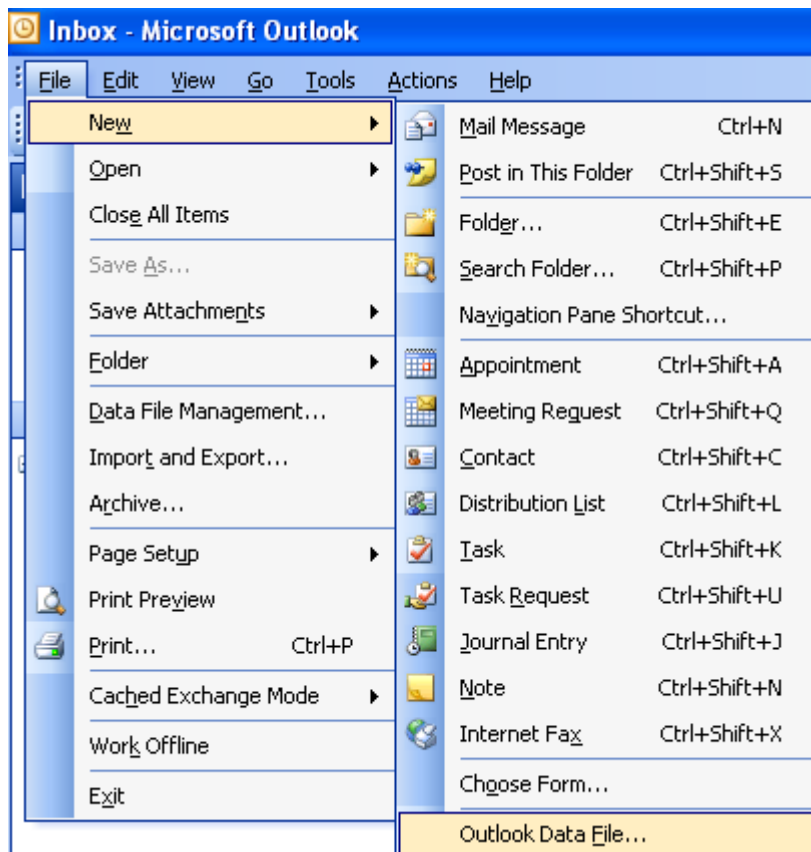 Inbox - Microsoft Outlook
File Edit View Go Tools Actions Help
New
Open
Close All Items
Save As...
Save Attachments
Folder
Data File Management...
Import and Export...
Archive...
Page Setup
Print Preview
Print... Ctrl+P
Cached Exchange Mode
Work Offline
Exit
Mail Message Ctrl+N
Post in This Folder Ctrl+Shift+S
Folder... Ctrl+Shift+E
Search Folder... Ctrl+Shift+P
Navigation Pane Shortcut...
Appointment Ctrl+Shift+A
Meeting Request Ctrl+Shift+Q
Contact Ctrl+Shift+C
Distribution List Ctrl+Shift+L
Task Ctrl+Shift+K
Task Request Ctrl+Shift+U
Journal Entry Ctrl+Shift+J
Note Ctrl+Shift+N
Internet Fax Ctrl+Shift+X
Choose Form...
Outlook Data File...